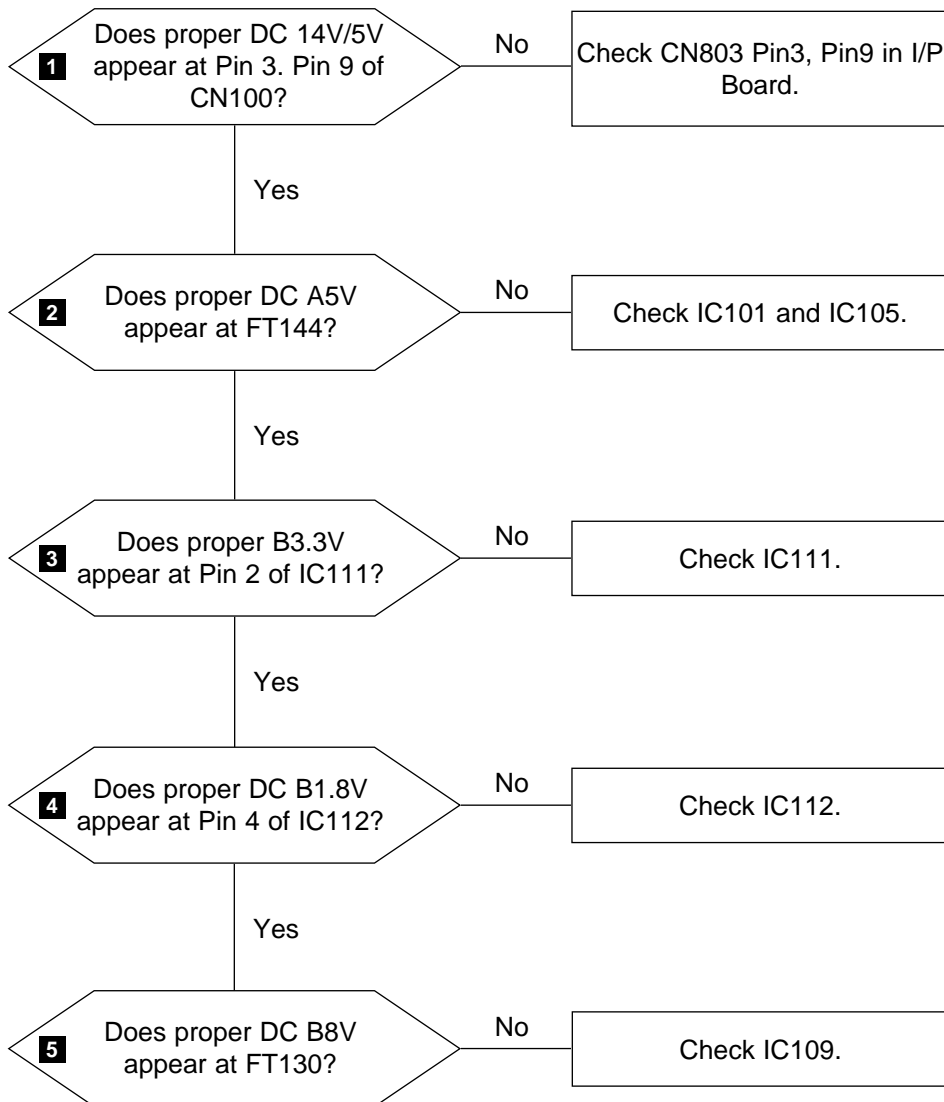 1
Does proper DC 14V/5V
appear at Pin 3. Pin 9 of
CN100?
No
Check CN803 Pin3, Pin9 in I/P
Board.
Yes
2
Does proper DC A5V
appear at FT144?
No
Check IC101 and IC105.
Yes
3
Does proper B3.3V
appear at Pin 2 of IC111?
No
Check IC111.
Yes
4
Does proper DC B1.8V
appear at Pin 4 of IC112?
No
Check IC112.
Yes
5
Does proper DC B8V
appear at FT130?
No
Check IC109.